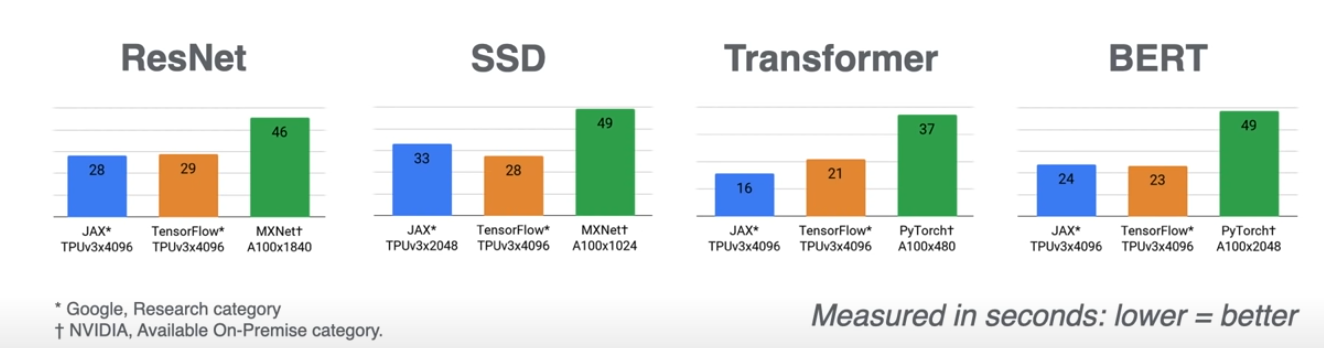 ResNet
SSD
Transformer
BERT
28
29
46
JAX*
TPUv3x4096
TensorFlow*
TPUv3x4096
MXNet†
A100x1840
33
28
49
JAX*
TPUv3x2048
TensorFlow*
TPUv3x4096
MXNet†
A100x1024
16
21
37
JAX*
TPUv3x4096
TensorFlow*
TPUv3x4096
PyTorch†
A100x480
24
23
49
JAX*
TPUv3x4096
TensorFlow*
TPUv3x4096
PyTorch†
A100x2048
* Google, Research category
† NVIDIA, Available On-Premise category.
Measured in seconds: lower = better